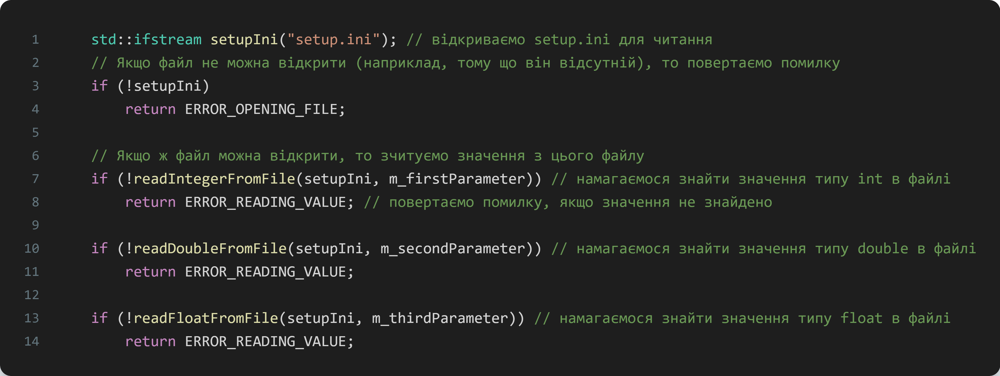 1 std::ifstream setupIni("setup.ini"); // відкриваємо setup.ini для читання
2 // Якщо файл не можна відкрити (наприклад, тому що він відсутній), то повертаємо помилку
3 if (!setupIni)
4 return ERROR_OPENING_FILE;
5
6 // Якщо ж файл можна відкрити, то зчитуємо значення з цього файлу
7 if (!readIntegerFromFile(setupIni, m_firstParameter)) // намагаємося знайти значення типу int в файлі
8 return ERROR_READING_VALUE; // повертаємо помилку, якщо значення не знайдено
9
10 if (!readDoubleFromFile(setupIni, m_secondParameter)) // намагаємося знайти значення типу double в файлі
11 return ERROR_READING_VALUE;
12
13 if (!readFloatFromFile(setupIni, m_thirdParameter)) // намагаємося знайти значення типу float в файлі
14 return ERROR_READING_VALUE;